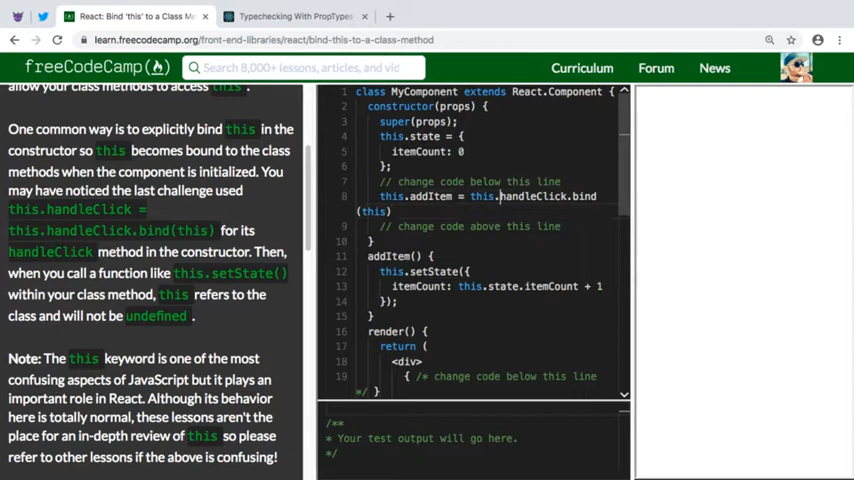 React: Bind 'this' to a Class Me
Typechecking With PropTypes
learn.freecodecamp.org/front-end-libraries/react/bind-this-to-a-class-method
freeCodeCamp
Search 8,000+ lessons, articles, and vid
Curriculum
Forum
News
allow your class methods to access this .
One common way is to explicitly bind this in the
constructor so this becomes bound to the class
methods when the component is initialized. You
may have noticed the last challenge used
this.handleClick =
this.handleClick.bind(this) for its
handleClick method in the constructor. Then,
when you call a function like this.setState()
within your class method, this refers to the
class and will not be undefined .
Note: The this keyword is one of the most
confusing aspects of JavaScript but it plays an
important role in React. Although its behavior
here is totally normal, these lessons aren't the
place for an in-depth review of this so please
refer to other lessons if the above is confusing!
1 class MyComponent extends React.Component {
2 constructor(props) {
3 super(props);
4 this.state = {
5 itemCount: 0
6 };
7 // change code below this line
8 this.addItem = this.handleClick.bind
(this)
9 // change code above this line
10 }
11 addItem() {
12 this.setState({
13 itemCount: this.state.itemCount + 1
14 });
15 }
16 render() {
17 return (
18 <div>
19 { /* change code below this line
*/ }
/**
* Your test output will go here.
*/